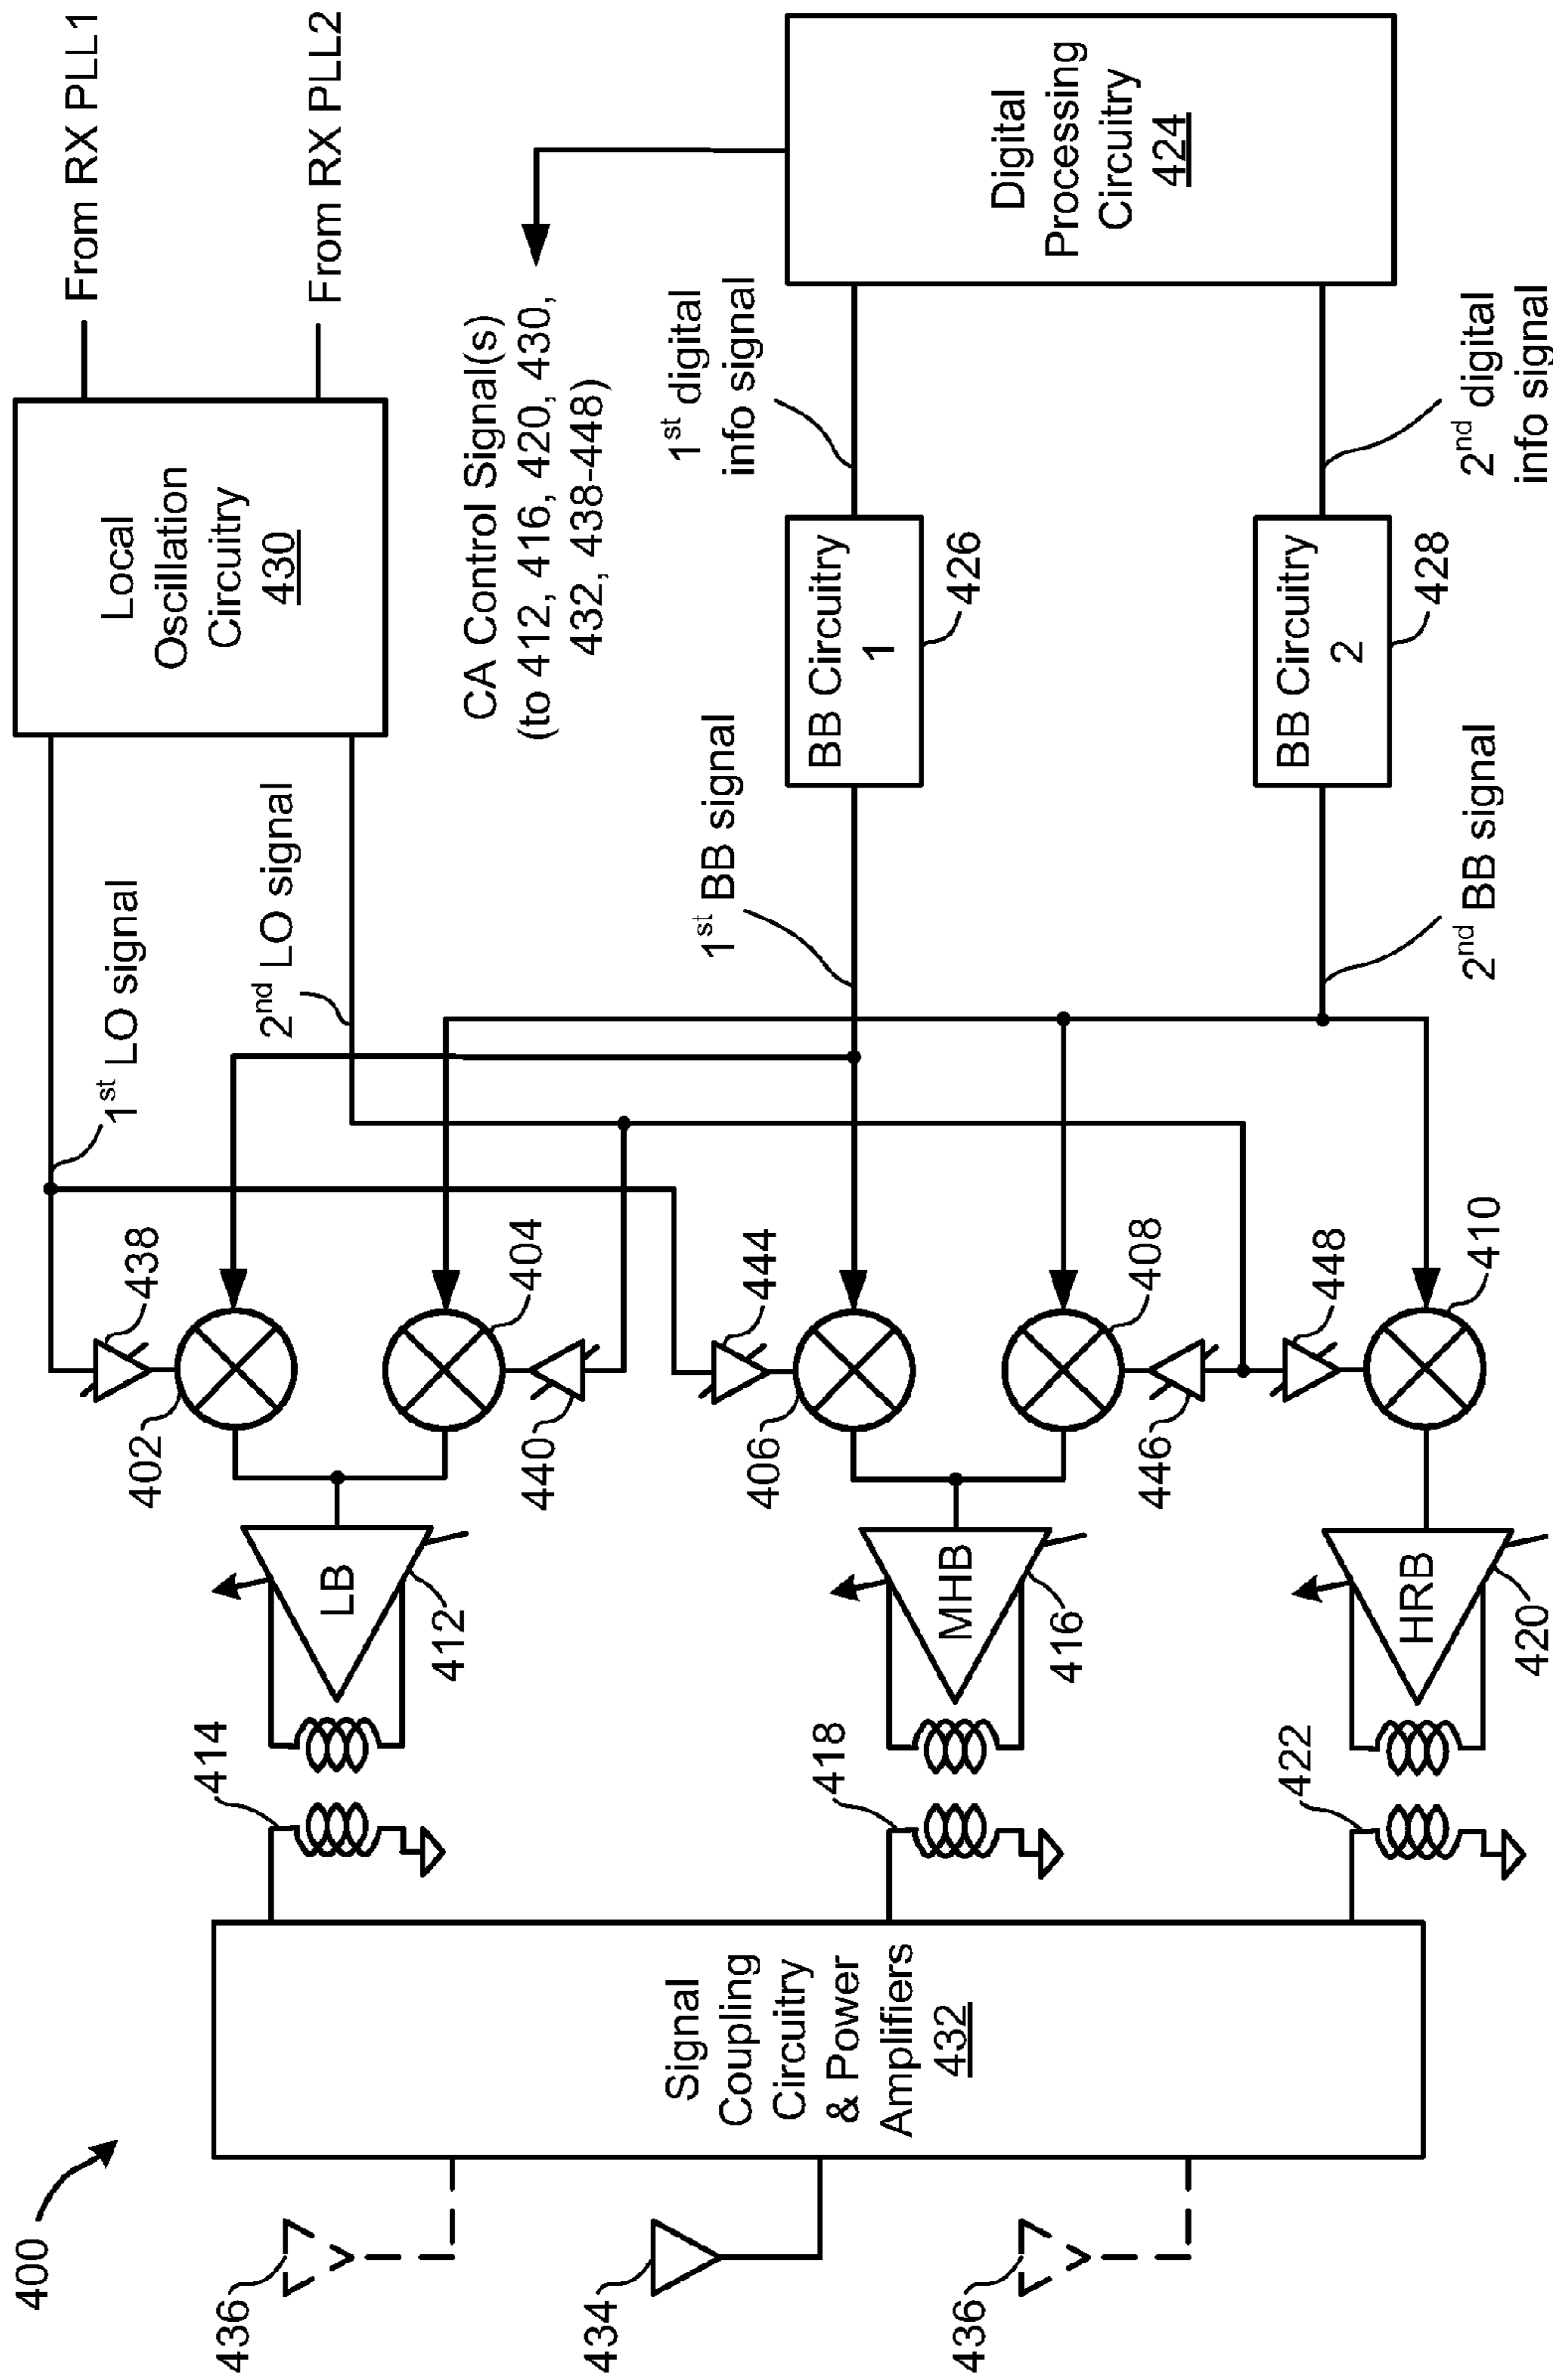 400
436
434
436
Signal
Coupling
Circuitry
& Power
Amplifiers
432
414
418
422
LB
412
MHB
416
HRB
420
402
438
404
440
406
444
408
446
448
410
1st LO signal
2nd LO signal
Local
Oscillation
Circuitry
430
From RX PLL1
From RX PLL2
CA Control Signal(s)
(to 412, 416, 420, 430,
432, 438-448)
1st BB signal
BB Circuitry
1
426
1st digital
info signal
2nd BB signal
BB Circuitry
2
428
2nd digital
info signal
Digital
Processing
Circuitry
424